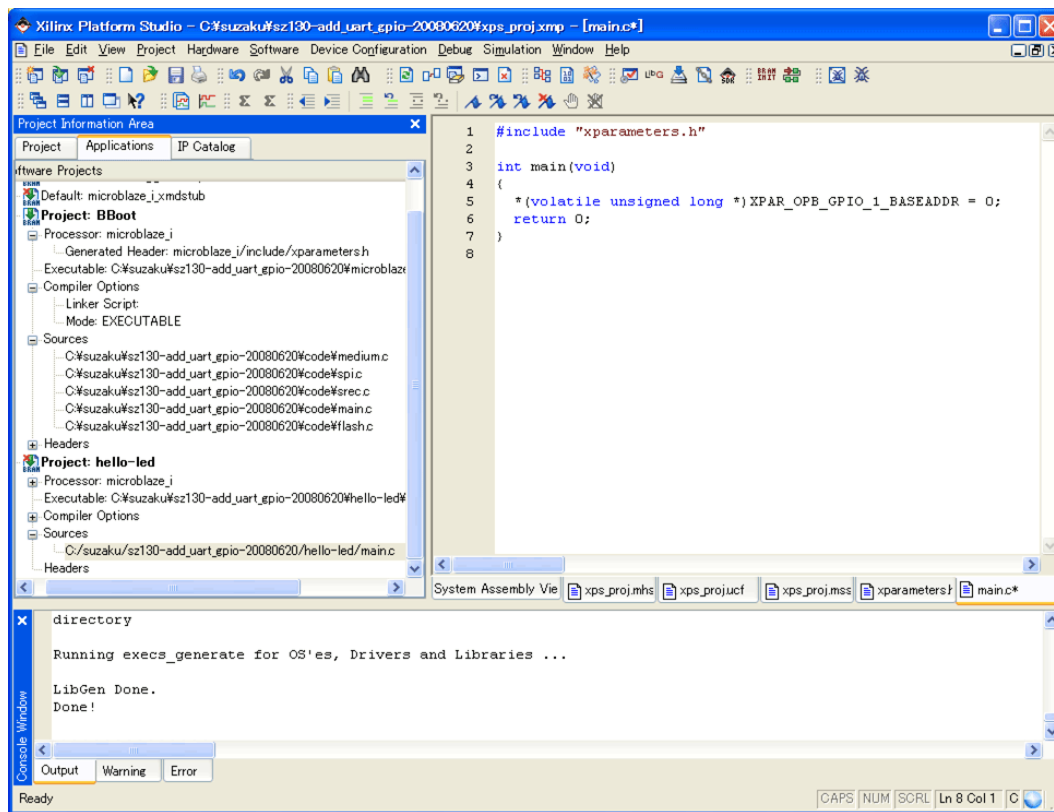 Xilinx Platform Studio - C:¥suzaku¥sz130-add_uart_gpio-20080620¥xps_proj.xmp - [main.c*]
File Edit View Project Hardware Software Device Configuration Debug Simulation Window Help
Project Information Area
Project Applications IP Catalog
ftware Projects
Default: microblaze_i_xmdstub
Project: BBoot
Processor: microblaze_i
Generated Header: microblaze_i/include/xparameters.h
Executable: C:¥suzaku¥sz130-add_uart_gpio-20080620¥microblaze
Compiler Options
Linker Script:
Mode: EXECUTABLE
Sources
C:¥suzaku¥sz130-add_uart_gpio-20080620¥code¥medium.c
C:¥suzaku¥sz130-add_uart_gpio-20080620¥code¥spi.c
C:¥suzaku¥sz130-add_uart_gpio-20080620¥code¥srec.c
C:¥suzaku¥sz130-add_uart_gpio-20080620¥code¥main.c
C:¥suzaku¥sz130-add_uart_gpio-20080620¥code¥flash.c
Headers
Project: hello-led
Processor: microblaze_i
Executable: C:¥suzaku¥sz130-add_uart_gpio-20080620¥hello-led¥
Compiler Options
Sources
C:/suzaku/sz130-add_uart_gpio-20080620/hello-led/main.c
Headers
1 #include "xparameters.h"
2
3 int main(void)
4 {
5 *(volatile unsigned long *)XPAR_OPB_GPIO_1_BASEADDR = 0;
6 return 0;
7 }
8
System Assembly Vie xps_proj.mhs xps_proj.ucf xps_proj.mss xparameters.h main.c*
Console Window
directory
Running execs_generate for OS'es, Drivers and Libraries ...
LibGen Done.
Done!
Output Warning Error
Ready CAPS NUM SCRL Ln 8 Col 1 C